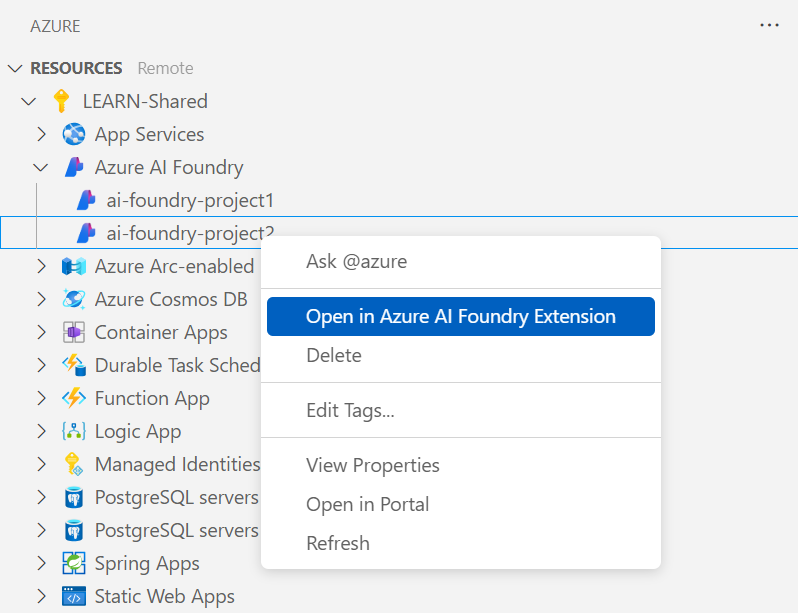 AZURE
RESOURCES Remote
LEARN-Shared
App Services
Azure AI Foundry
ai-foundry-project1
ai-foundry-project2
Ask @azure
Azure Arc-enabled
Azure Cosmos DB
Open in Azure AI Foundry Extension
Container Apps
Delete
Durable Task Sched
Function App
Edit Tags...
Logic App
Managed Identities
View Properties
PostgreSQL servers
Open in Portal
PostgreSQL servers
Refresh
Spring Apps
Static Web Apps